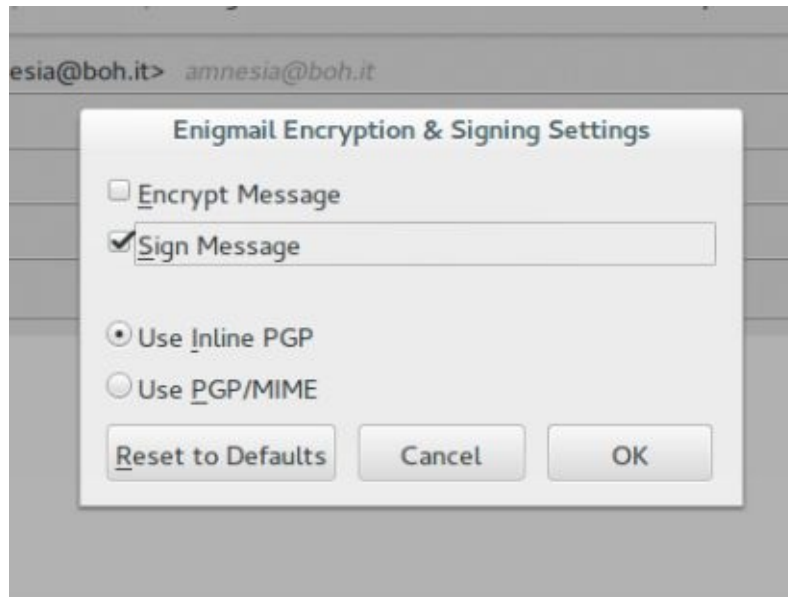 esia@boh.it> amnesia@boh.it
Enigmail Encryption & Signing Settings
Encrypt Message
Sign Message
Use Inline PGP
Use PGP/MIME
Reset to Defaults Cancel OK